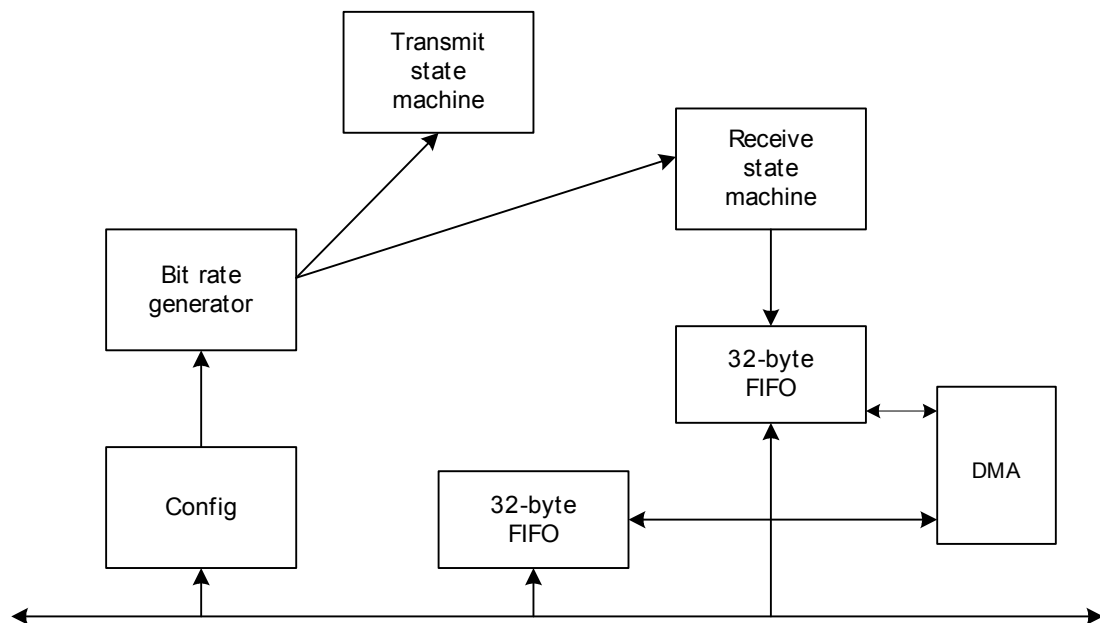 Transmit
state
machine
Receive
state
machine
Bit rate
generator
32-byte
FIFO
DMA
Config
32-byte
FIFO